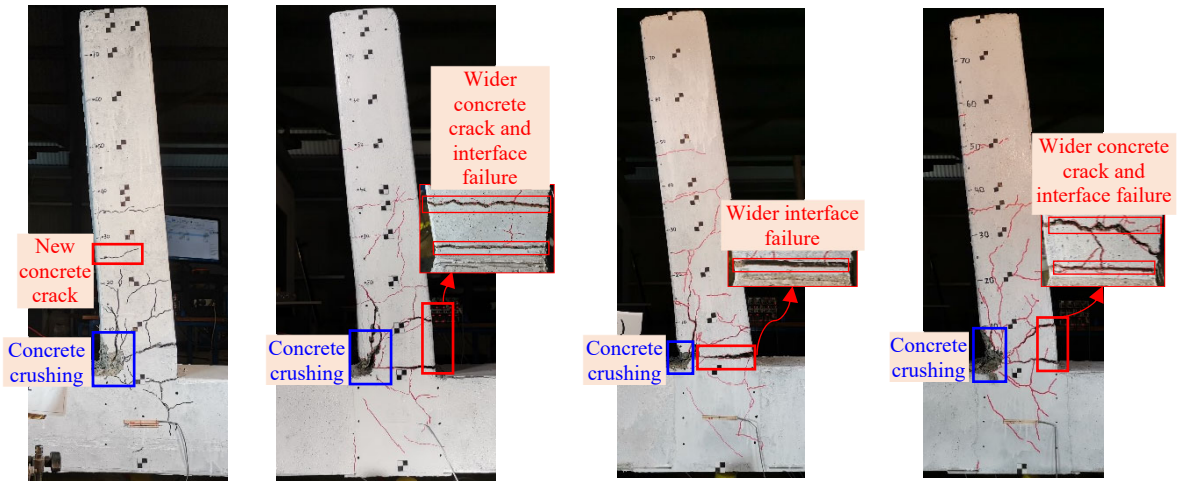 New
concrete
crack
Concrete
crushing
Wider
concrete
crack and
interface
failure
Concrete
crushing
Wider interface
failure
Concrete
crushing
Wider concrete
crack and
interface failure
Concrete
crushing
70
60
50
40
30
20